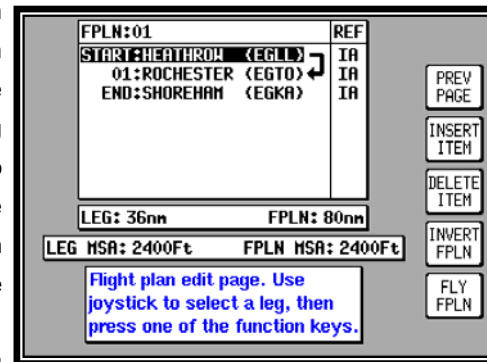 FPLN:01 REF
START:HEATHROW (EGLL) IA
01:ROCHESTER (EGTO) IA
END:SHOREHAM (EGKA) IA
LEG: 36nm FPLN: 80nm
LEG MSA: 2400Ft FPLN MSA: 2400Ft
Flight plan edit page. Use
joystick to select a leg, then
press one of the function keys.
PREV
PAGE
INSERT
ITEM
DELETE
ITEM
INVERT
FPLN
FLY
FPLN